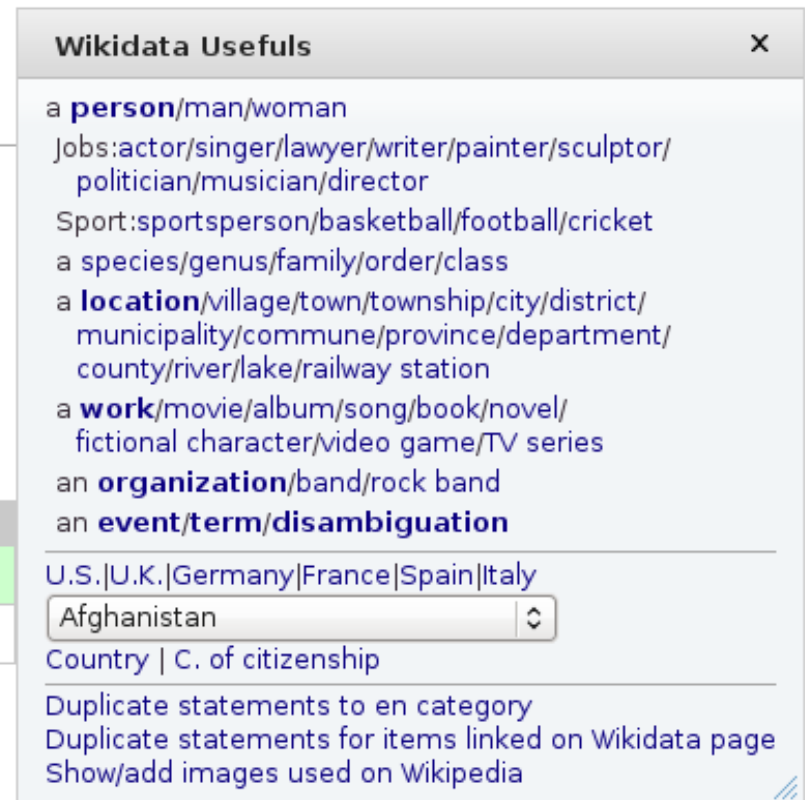 Wikidata Usefuls x
a person/man/woman
Jobs:actor/singer/lawyer/writer/painter/sculptor/
politician/musician/director
Sport:sportsperson/basketball/football/cricket
a species/genus/family/order/class
a location/village/town/township/city/district/
municipality/commune/province/department/
county/river/lake/railway station
a work/movie/album/song/book/novel/
fictional character/video game/TV series
an organization/band/rock band
an event/term/disambiguation
U.S.|U.K.|Germany|France|Spain|Italy
Afghanistan
Country | C. of citizenship
Duplicate statements to en category
Duplicate statements for items linked on Wikidata page
Show/add images used on Wikipedia